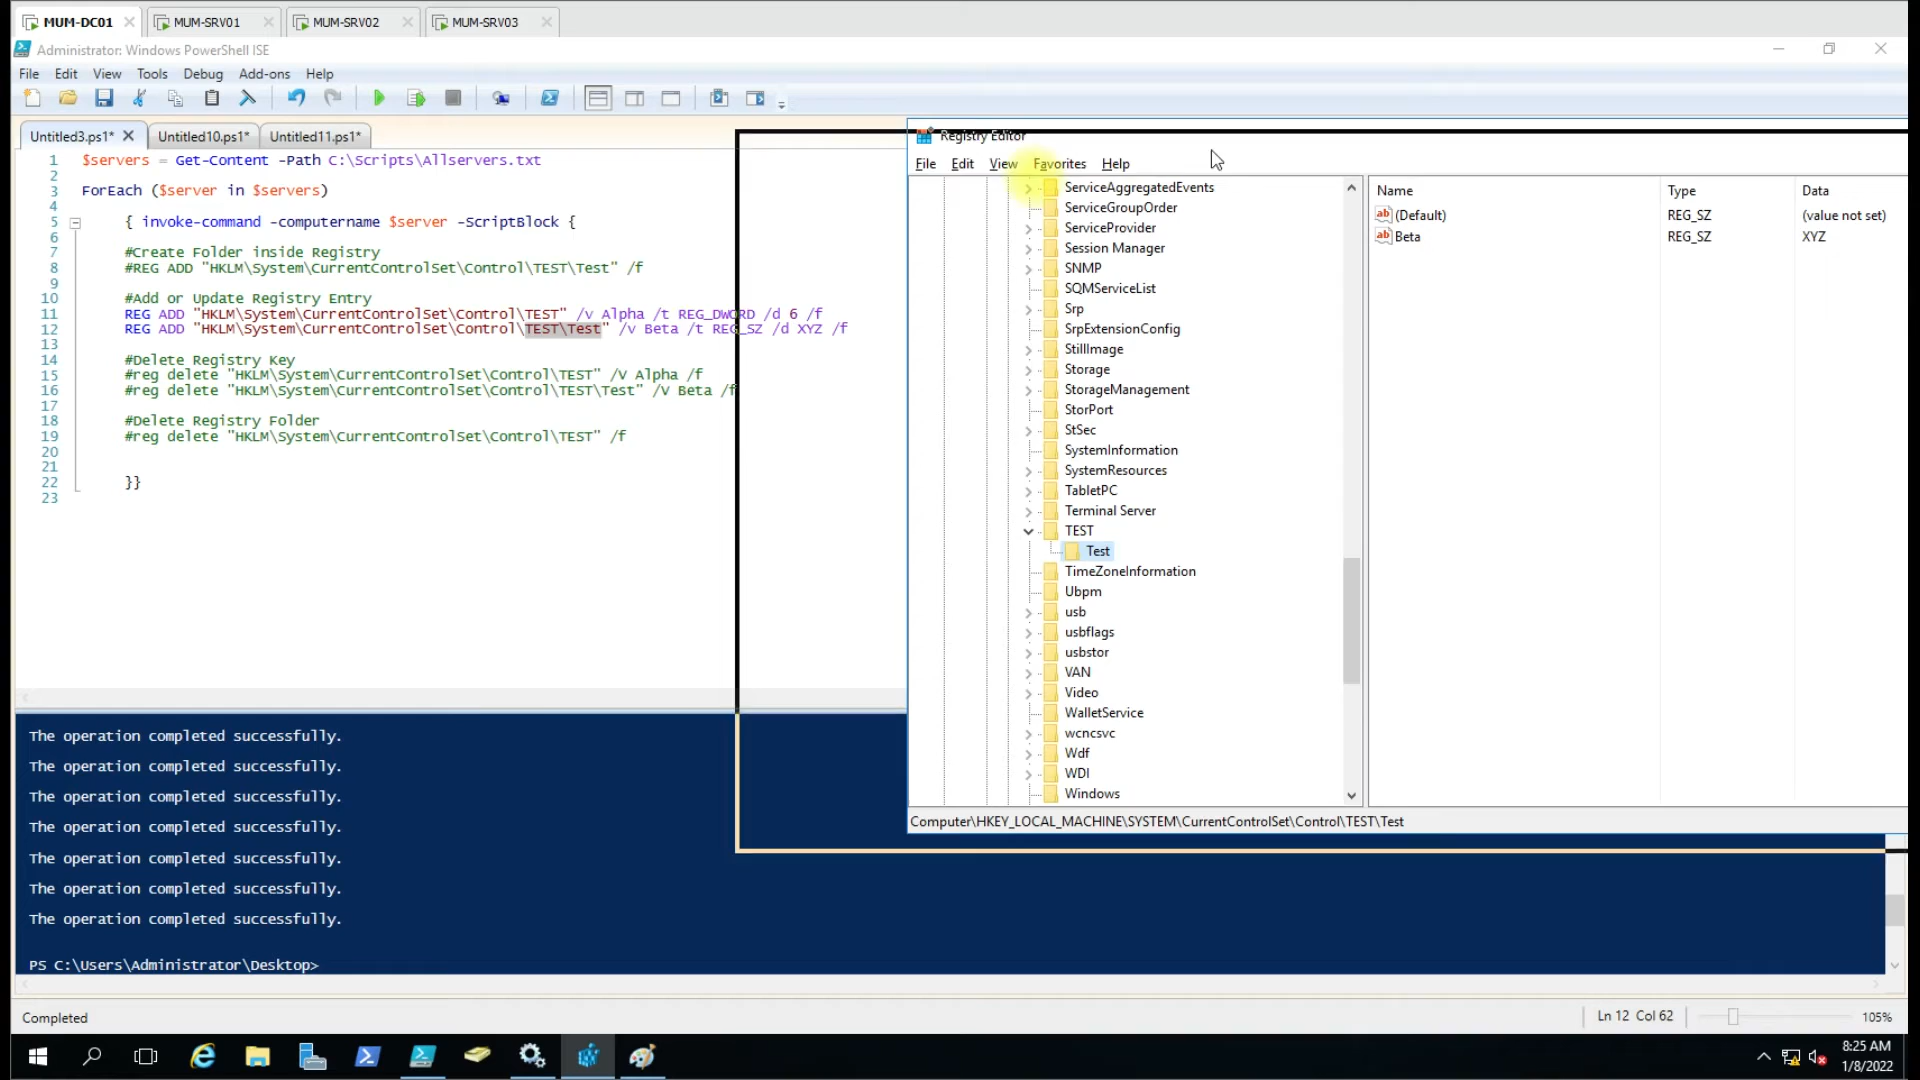 MUM-DC01
MUM-SRV01
MUM-SRV02
MUM-SRV03
Administrator: Windows PowerShell ISE
File Edit View Tools Debug Add-ons Help
Untitled3.ps1* Untitled10.ps1* Untitled11.ps1*
1 $servers = Get-Content -Path C:\Scripts\Allservers.txt
2
3 ForEach ($server in $servers)
4
5 { invoke-command -computername $server -ScriptBlock {
6
7 #Create Folder inside Registry
8 #REG ADD "HKLM\System\CurrentControlSet\Control\TEST\Test" /f
9
10 #Add or Update Registry Entry
11 REG ADD "HKLM\System\CurrentControlSet\Control\TEST" /v Alpha /t REG_DWORD /d 6 /f
12 REG ADD "HKLM\System\CurrentControlSet\Control\TEST\Test" /v Beta /t REG_SZ /d XYZ /f
13
14 #Delete Registry Key
15 #reg delete "HKLM\System\CurrentControlSet\Control\TEST" /V Alpha /f
16 #reg delete "HKLM\System\CurrentControlSet\Control\TEST\Test" /V Beta /f
17
18 #Delete Registry Folder
19 #reg delete "HKLM\System\CurrentControlSet\Control\TEST" /f
20
21
22 }}
23
Registry Editor
File Edit View Favorites Help
ServiceAggregatedEvents
ServiceGroupOrder
ServiceProvider
Session Manager
SNMP
SQMServiceList
Srp
SrpExtensionConfig
StillImage
Storage
StorageManagement
StorPort
StSec
SystemInformation
SystemResources
TabletPC
Terminal Server
TEST
Test
TimeZoneInformation
Ubpm
usb
usbflags
usbstor
VAN
Video
WalletService
wcncsvc
Wdf
WDI
Windows
Name Type Data
ab (Default) REG_SZ (value not set)
ab Beta REG_SZ XYZ
Computer\HKEY_LOCAL_MACHINE\SYSTEM\CurrentControlSet\Control\TEST\Test
The operation completed successfully.
The operation completed successfully.
The operation completed successfully.
The operation completed successfully.
The operation completed successfully.
The operation completed successfully.
The operation completed successfully.
PS C:\Users\Administrator\Desktop>
Completed
Ln 12 Col 62
105%
8:25 AM
1/8/2022